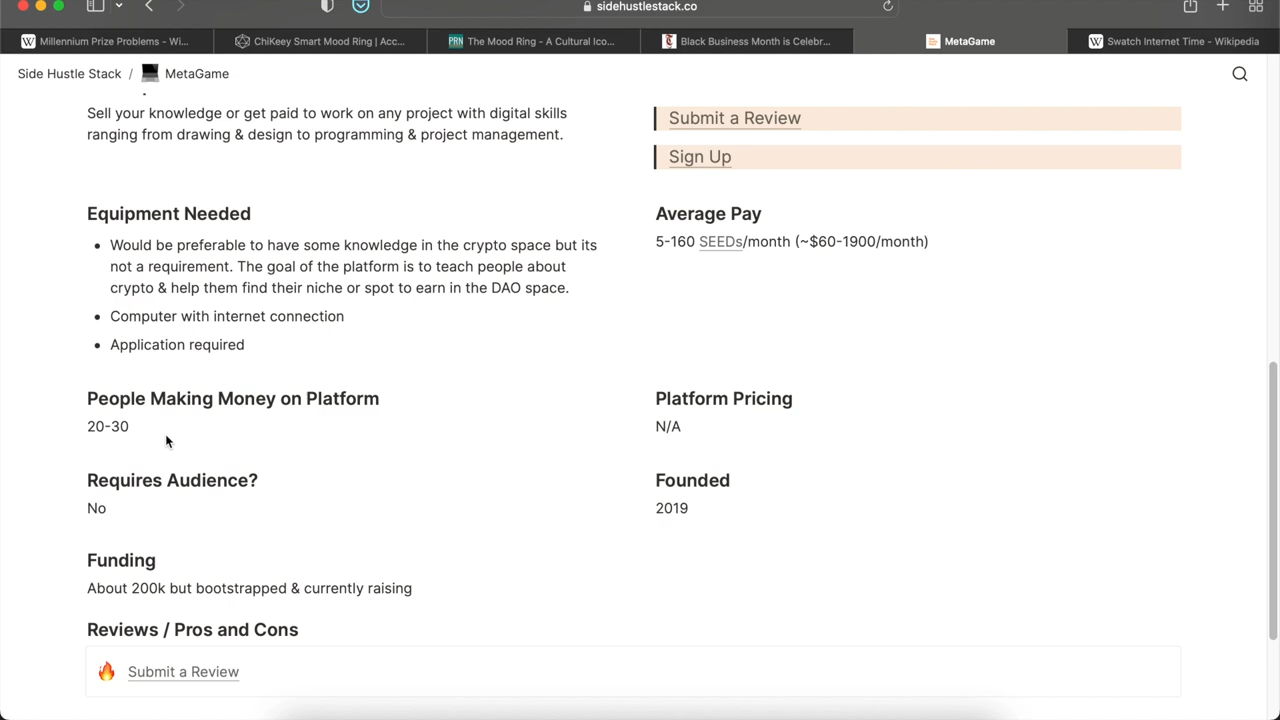 sidehustlestack.co
Millennium Prize Problems - Wi...
ChiKeey Smart Mood Ring | Acc...
PRN
The Mood Ring - A Cultural Ico...
Black Business Month is Celebr...
MetaGame
Swatch Internet Time - Wikipedia
Side Hustle Stack / MetaGame
Sell your knowledge or get paid to work on any project with digital skills
ranging from drawing & design to programming & project management.
Submit a Review
Sign Up
Equipment Needed
• Would be preferable to have some knowledge in the crypto space but its
not a requirement. The goal of the platform is to teach people about
crypto & help them find their niche or spot to earn in the DAO space.
• Computer with internet connection
• Application required
Average Pay
5-160 SEEDs/month (~$60-1900/month)
People Making Money on Platform
20-30
Platform Pricing
N/A
Requires Audience?
No
Founded
2019
Funding
About 200k but bootstrapped & currently raising
Reviews / Pros and Cons
Submit a Review